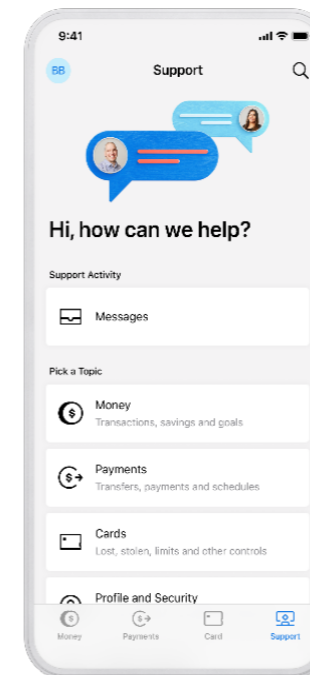 9:41
BB
Support
Hi, how can we help?
Support Activity
Messages
Pick a Topic
Money
Transactions, savings and goals
Payments
Transfers, payments and schedules
Cards
Lost, stolen, limits and other controls
Profile and Security
Money Payments Card Support